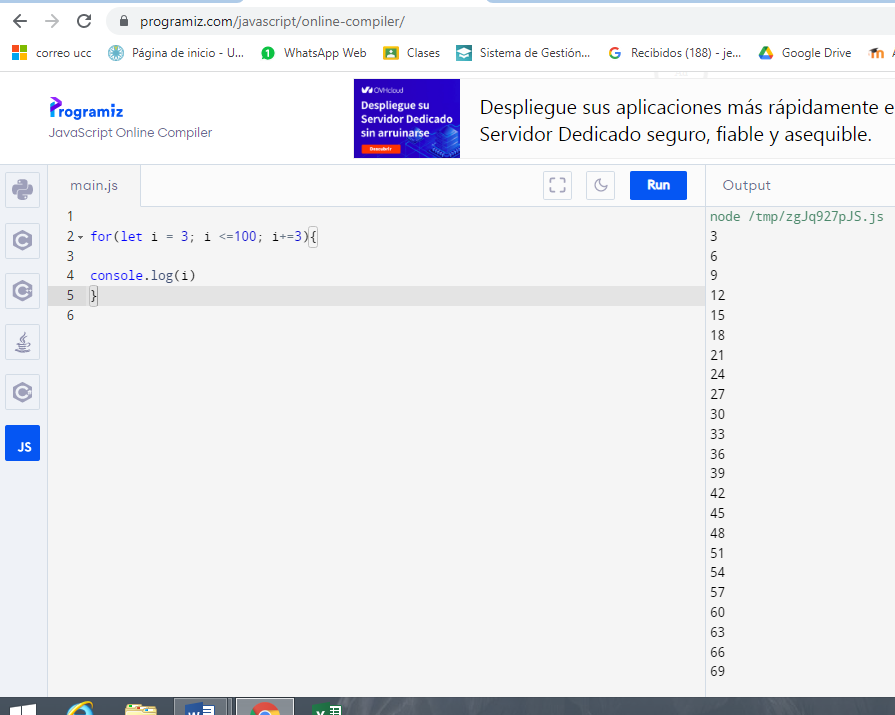 programiz.com/javascript/online-compiler/
correo ucc
Página de inicio - U...
WhatsApp Web
Clases
Sistema de Gestión...
Recibidos (188) - je...
Google Drive
Programiz
JavaScript Online Compiler
OVHcloud
Despliegue su
Servidor Dedicado
sin arruinarse
Descubrir
Despliegue sus aplicaciones más rápidamente e
Servidor Dedicado seguro, fiable y asequible.
main.js
Run
Output
1
2 for(let i = 3; i <=100; i+=3){
3
4 console.log(i)
5 }
6
JS
node /tmp/zgJq927pJS.js
3
6
9
12
15
18
21
24
27
30
33
36
39
42
45
48
51
54
57
60
63
66
69